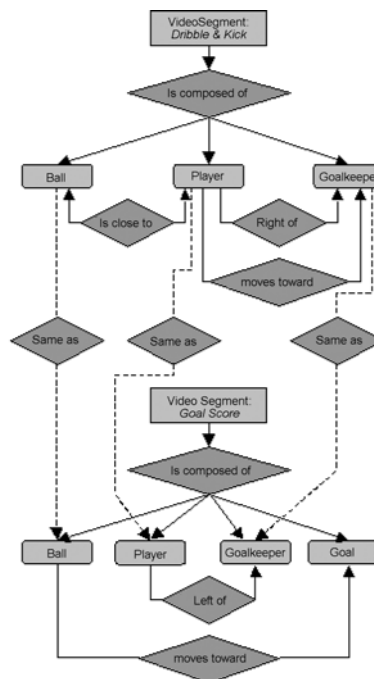 VideoSegment:
Dribble & Kick
Is composed of
Ball
Player
Goalkeeper
Is close to
Right of
moves toward
Same as
Same as
Same as
Video Segment:
Goal Score
Is composed of
Ball
Player
Goalkeeper
Goal
Left of
moves toward